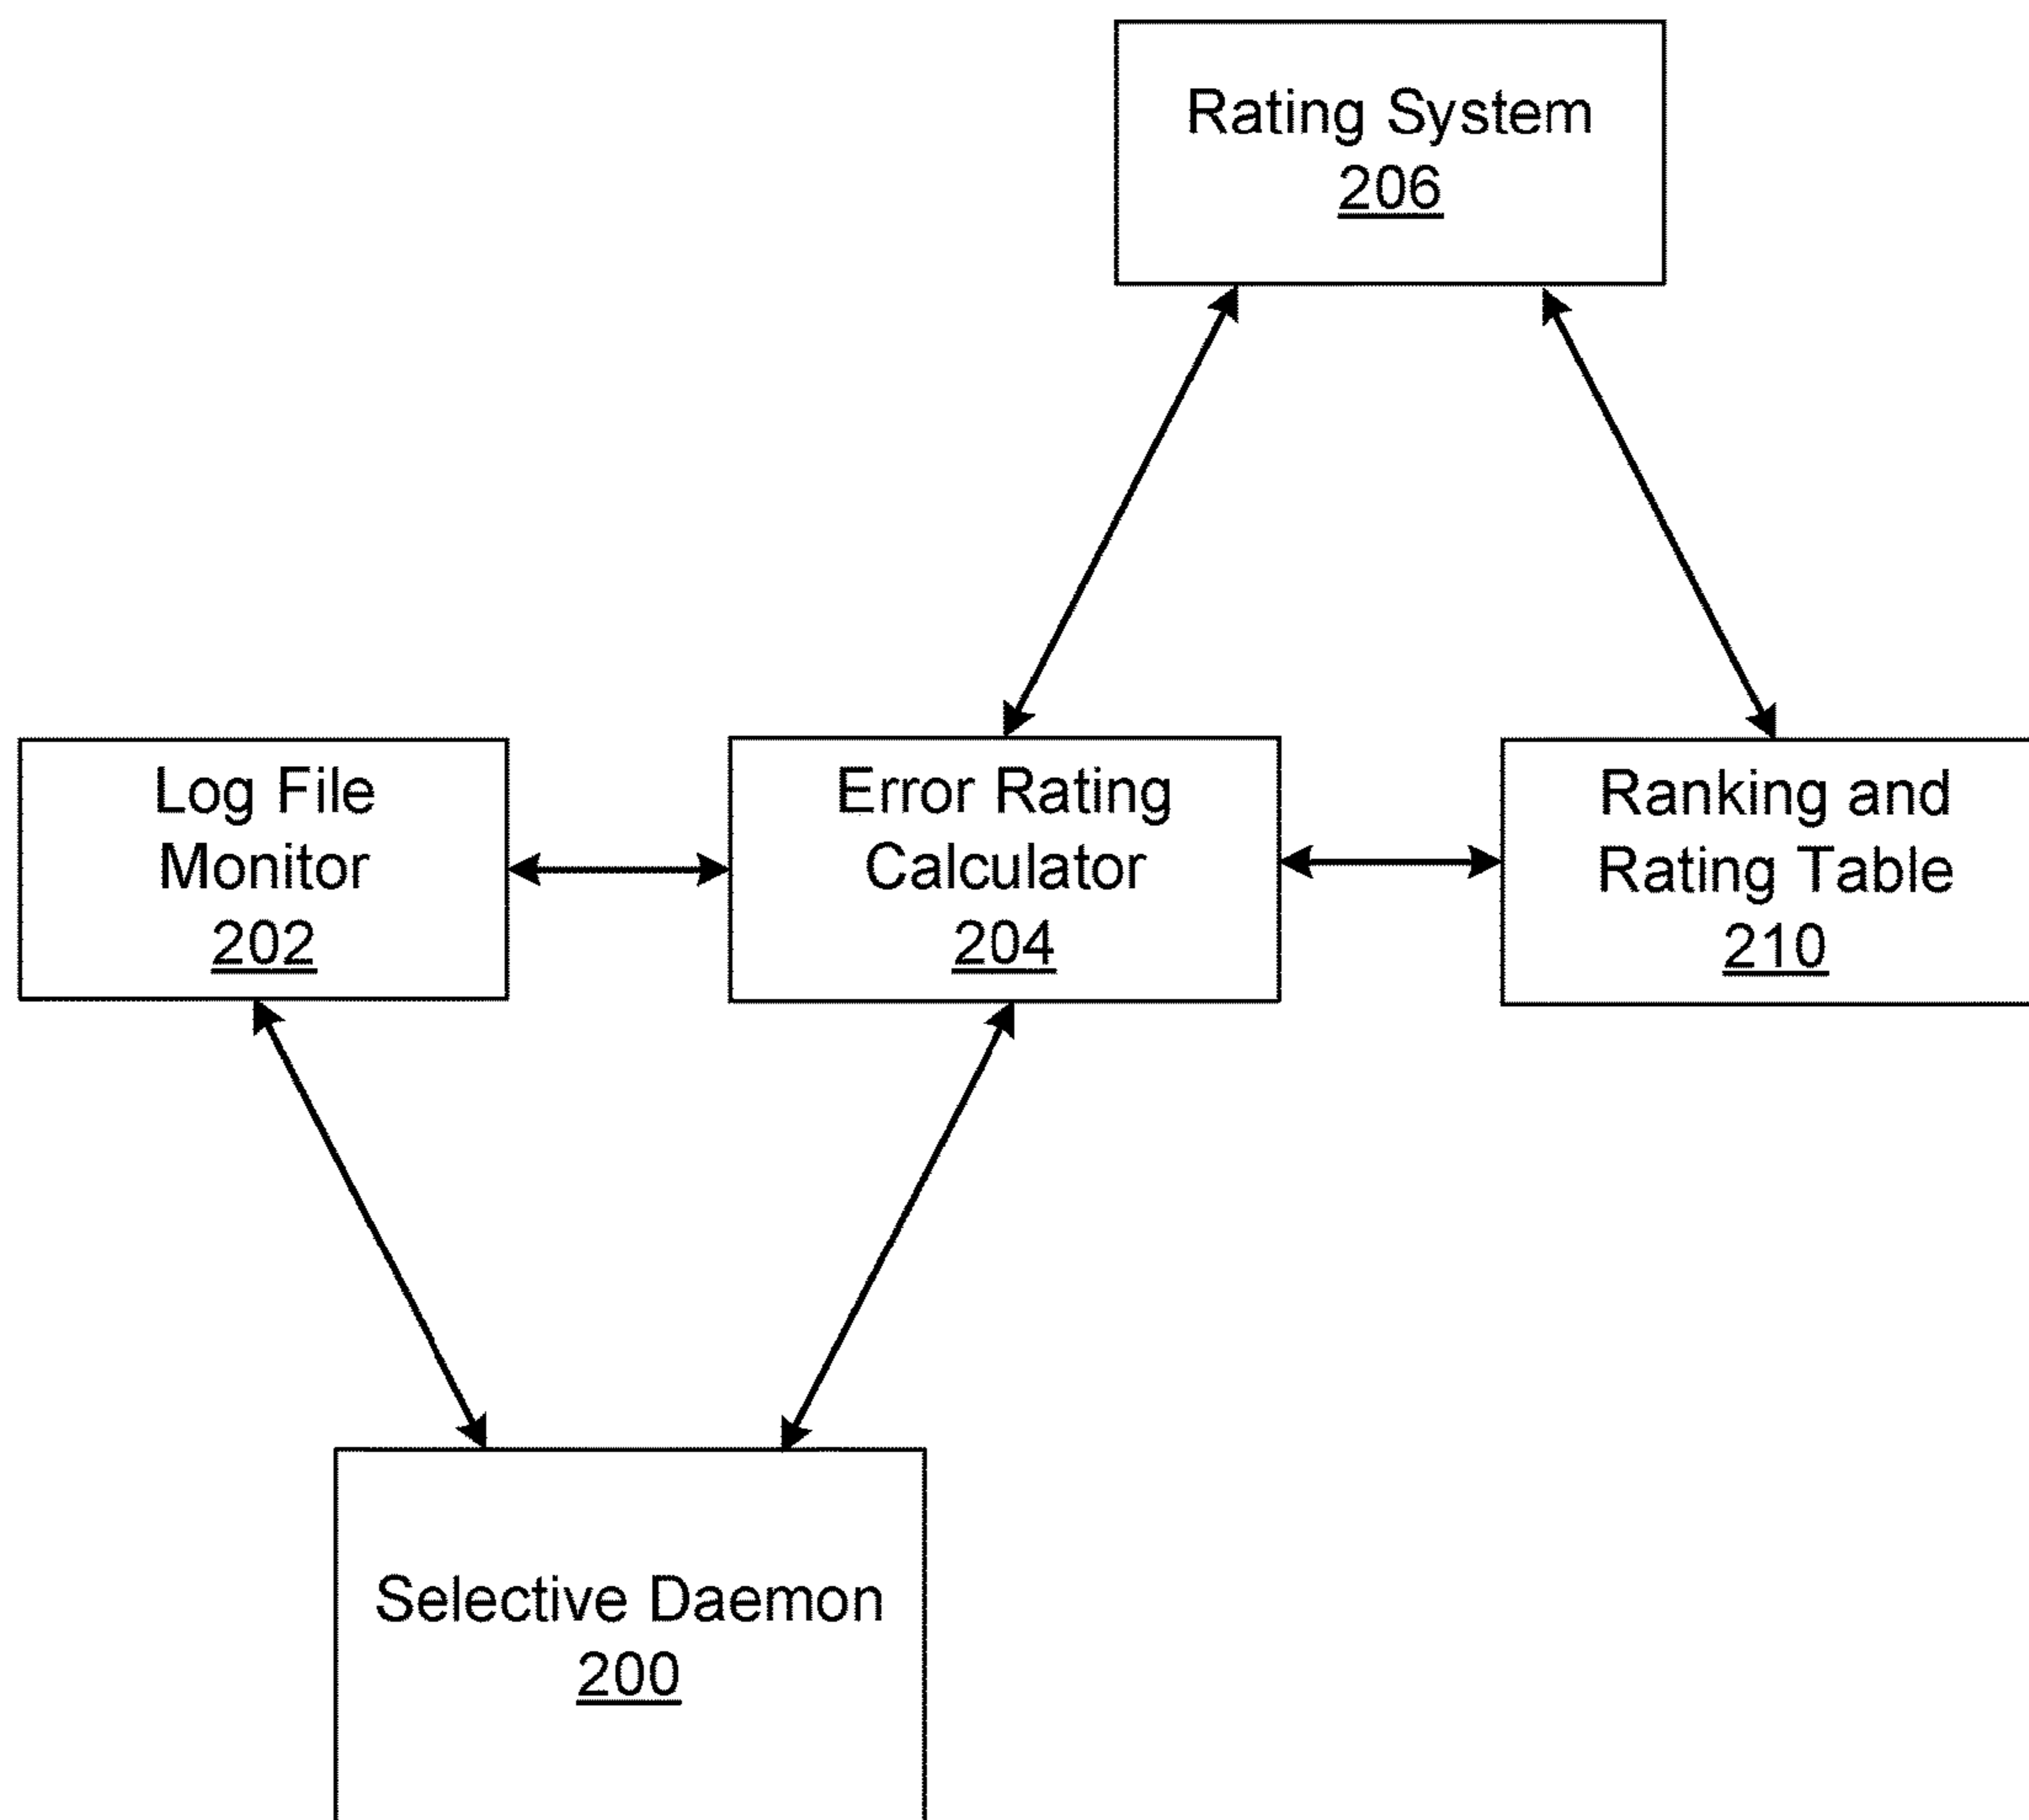 Rating System
206
Log File
Monitor
202
Error Rating
Calculator
204
Ranking and
Rating Table
210
Selective Daemon
200